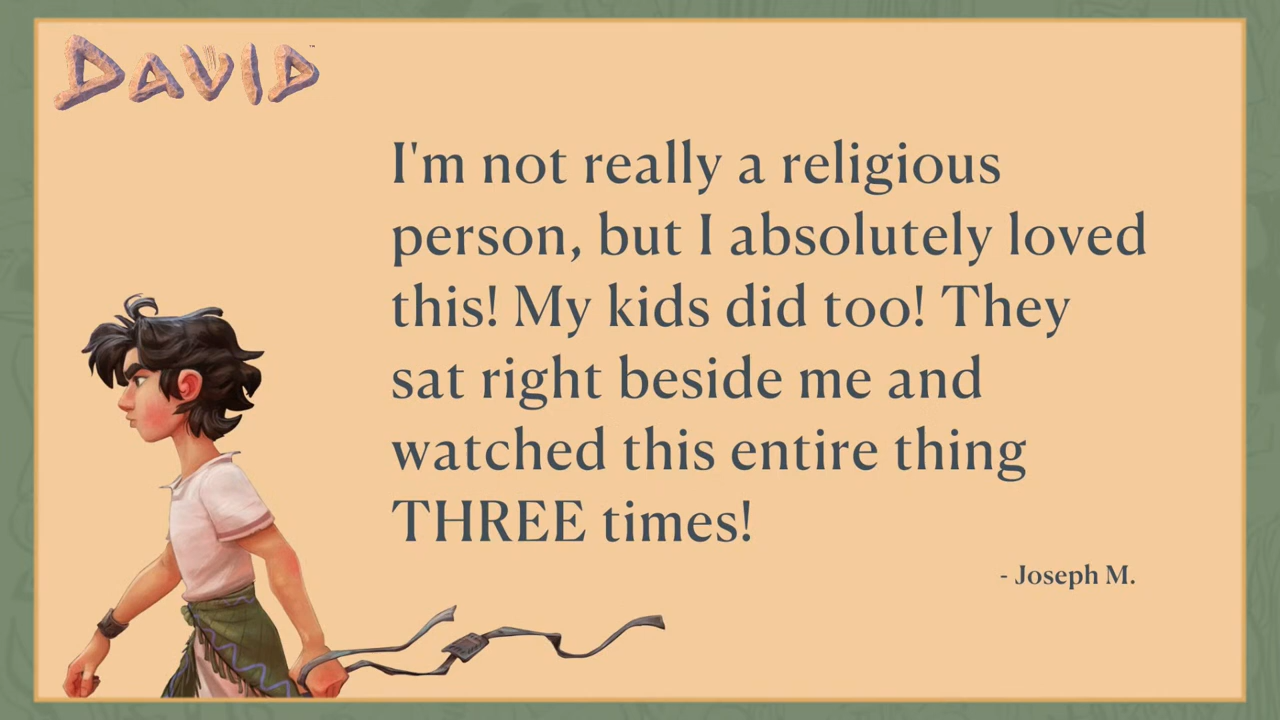 DAVID
I'm not really a religious
person, but I absolutely loved
this! My kids did too! They
sat right beside me and
watched this entire thing
THREE times!
- Joseph M.